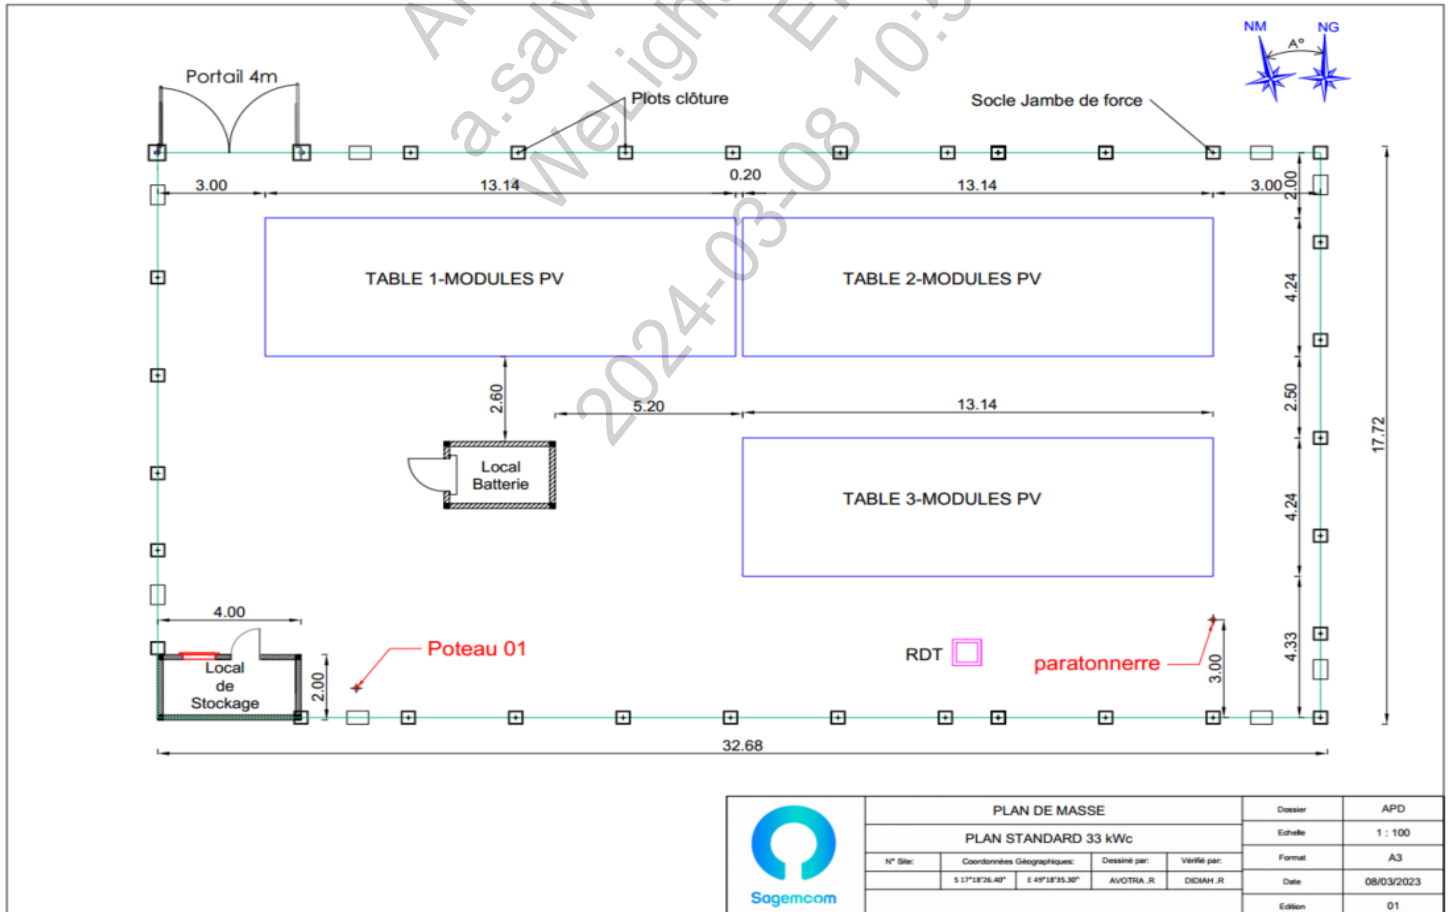 NM
NG
A°
Portail 4m
Plots clôture
Socle Jambe de force
3.00
13.14
0.20
13.14
3.00
2.00
TABLE 1-MODULES PV
TABLE 2-MODULES PV
4.24
2.60
5.20
13.14
2.50
17.72
Local
Batterie
TABLE 3-MODULES PV
4.24
4.00
Poteau 01
RDT
paratonnerre
3.00
4.33
Local
de
Stockage
2.00
32.68
2024-03-08 10:5
a.salv
WeLigh
PLAN DE MASSE
Dossier
APD
PLAN STANDARD 33 kWc
Echelle
1 : 100
N° Site:
Coordonnées Géographiques:
Dessiné par:
Vérifié par:
Format
A3
S 17°18'26.40"
E 49°18'35.30"
AVOTRA .R
DIDIAH .R
Date
08/03/2023
Edition
01
Sagemcom